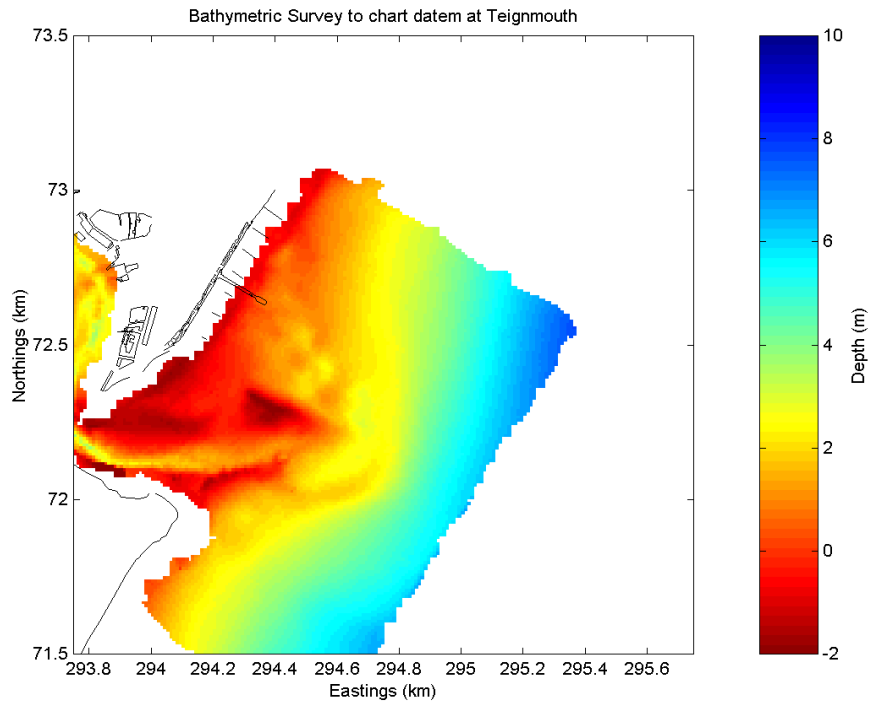 Bathymetric Survey to chart datem at Teignmouth
73.5
73
72.5
72
71.5
Northings (km)
293.8 294 294.2 294.4 294.6 294.8 295 295.2 295.4 295.6
Eastings (km)
10
8
6
4
2
0
-2
Depth (m)